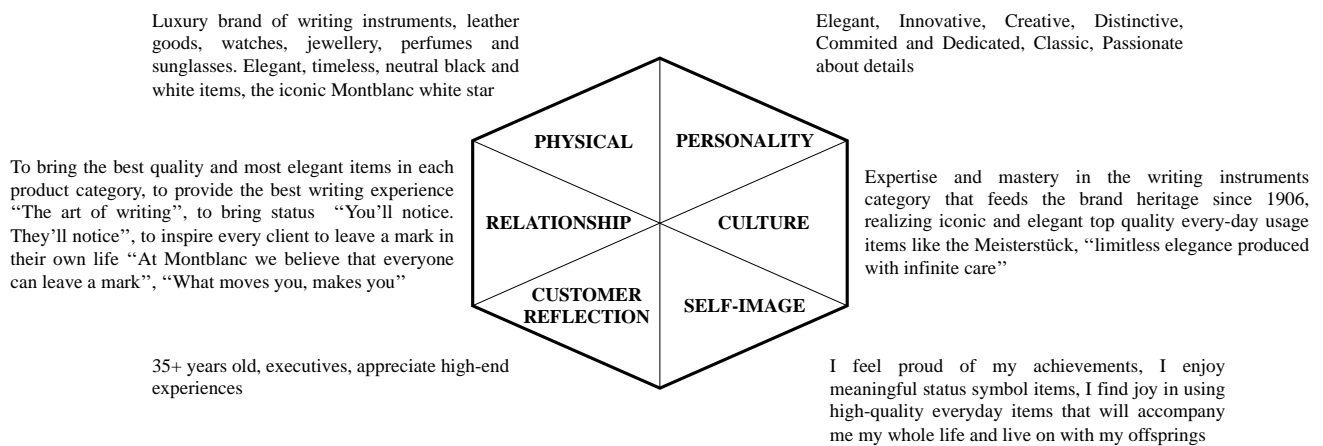 Luxury brand of writing instruments, leather
goods, watches, jewellery, perfumes and
sunglasses. Elegant, timeless, neutral black and
white items, the iconic Montblanc white star
Elegant, Innovative, Creative, Distinctive,
Commited and Dedicated, Classic, Passionate
about details
PHYSICAL
PERSONALITY
To bring the best quality and most elegant items in each
product category, to provide the best writing experience
‘‘The art of writing’’, to bring status ‘‘You’ll notice.
They’ll notice’’, to inspire every client to leave a mark in
their own life ‘‘At Montblanc we believe that everyone
can leave a mark’’, ‘‘What moves you, makes you’’
RELATIONSHIP
CULTURE
Expertise and mastery in the writing instruments
category that feeds the brand heritage since 1906,
realizing iconic and elegant top quality every-day usage
items like the Meisterstück, ‘‘limitless elegance produced
with infinite care’’
CUSTOMER
REFLECTION
SELF-IMAGE
35+ years old, executives, appreciate high-end
experiences
I feel proud of my achievements, I enjoy
meaningful status symbol items, I find joy in using
high-quality everyday items that will accompany
me my whole life and live on with my offsprings